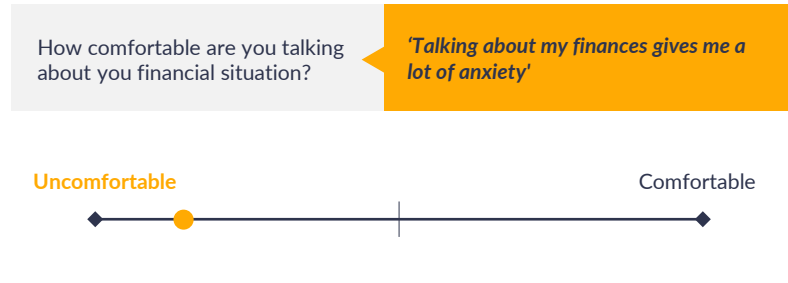 How comfortable are you talking
about you financial situation?
‘Talking about my finances gives me a
lot of anxiety'
Uncomfortable
Comfortable